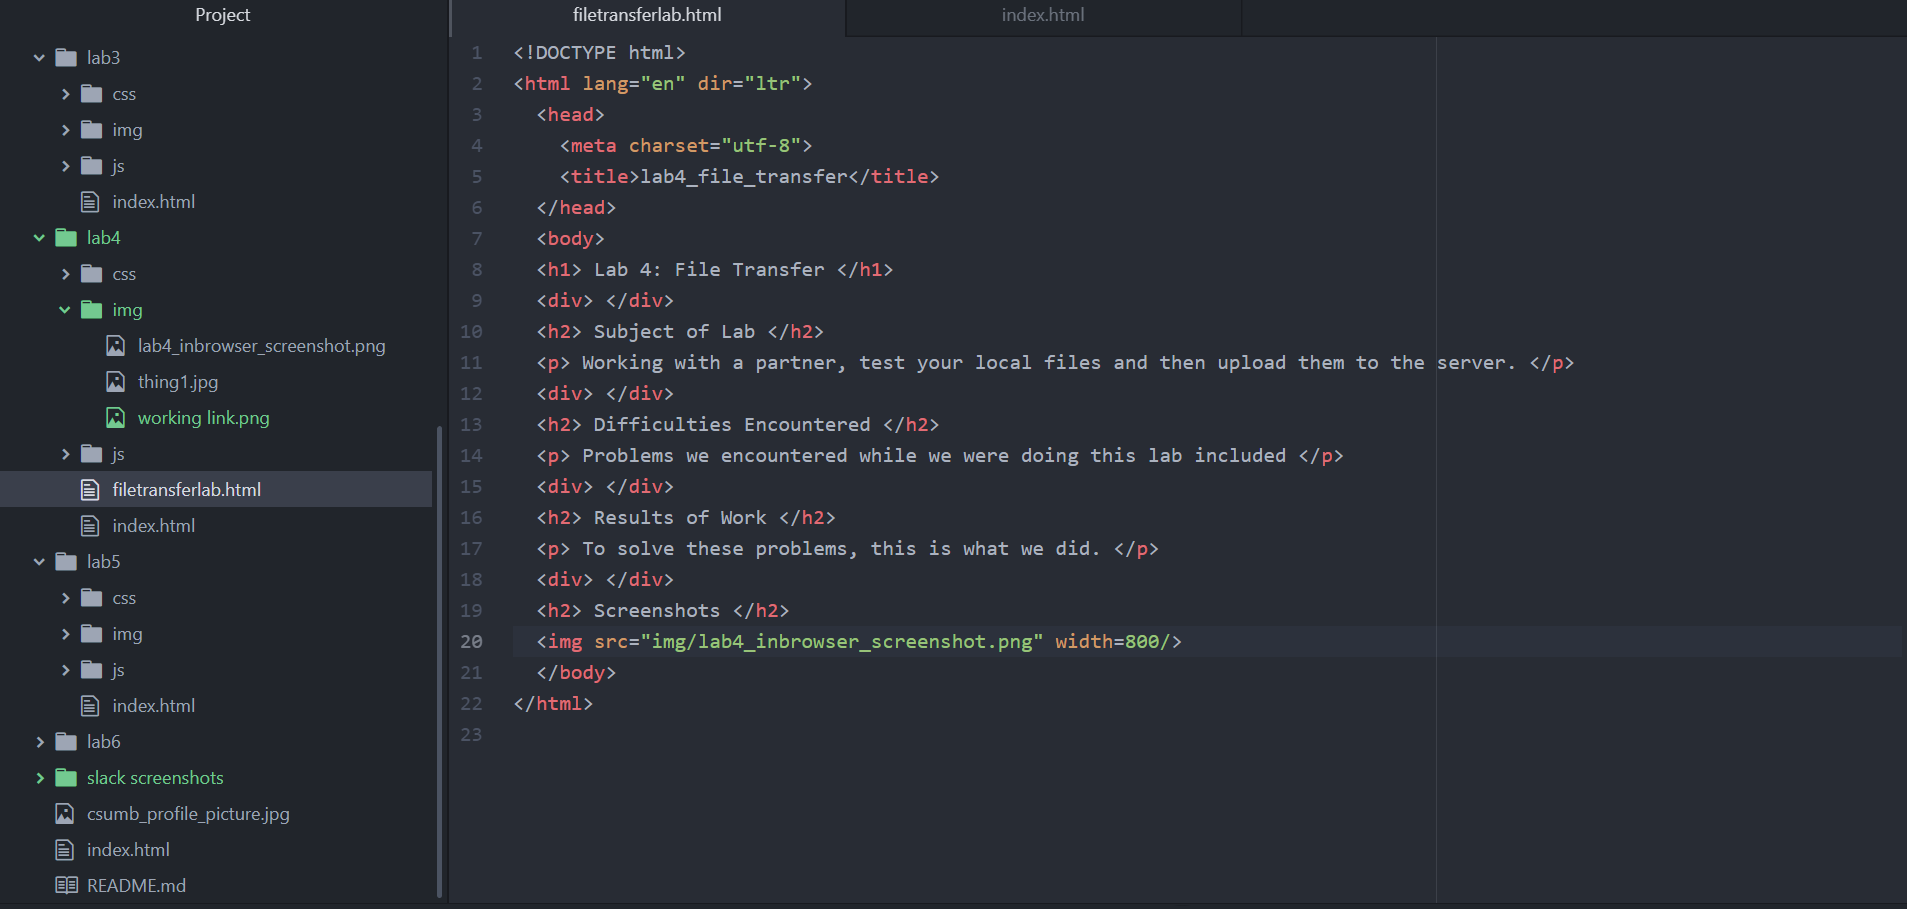 Project
lab3
css
img
js
index.html
lab4
css
img
lab4_inbrowser_screenshot.png
thing1.jpg
working link.png
js
filetransferlab.html
index.html
lab5
css
img
js
index.html
lab6
slack screenshots
csumb_profile_picture.jpg
index.html
README.md
filetransferlab.html
index.html
1 <!DOCTYPE html>
2 <html lang="en" dir="ltr">
3 <head>
4 <meta charset="utf-8">
5 <title>lab4_file_transfer</title>
6 </head>
7 <body>
8 <h1> Lab 4: File Transfer </h1>
9 <div> </div>
10 <h2> Subject of Lab </h2>
11 <p> Working with a partner, test your local files and then upload them to the server. </p>
12 <div> </div>
13 <h2> Difficulties Encountered </h2>
14 <p> Problems we encountered while we were doing this lab included </p>
15 <div> </div>
16 <h2> Results of Work </h2>
17 <p> To solve these problems, this is what we did. </p>
18 <div> </div>
19 <h2> Screenshots </h2>
20 <img src="img/lab4_inbrowser_screenshot.png" width=800/>
21 </body>
22 </html>
23